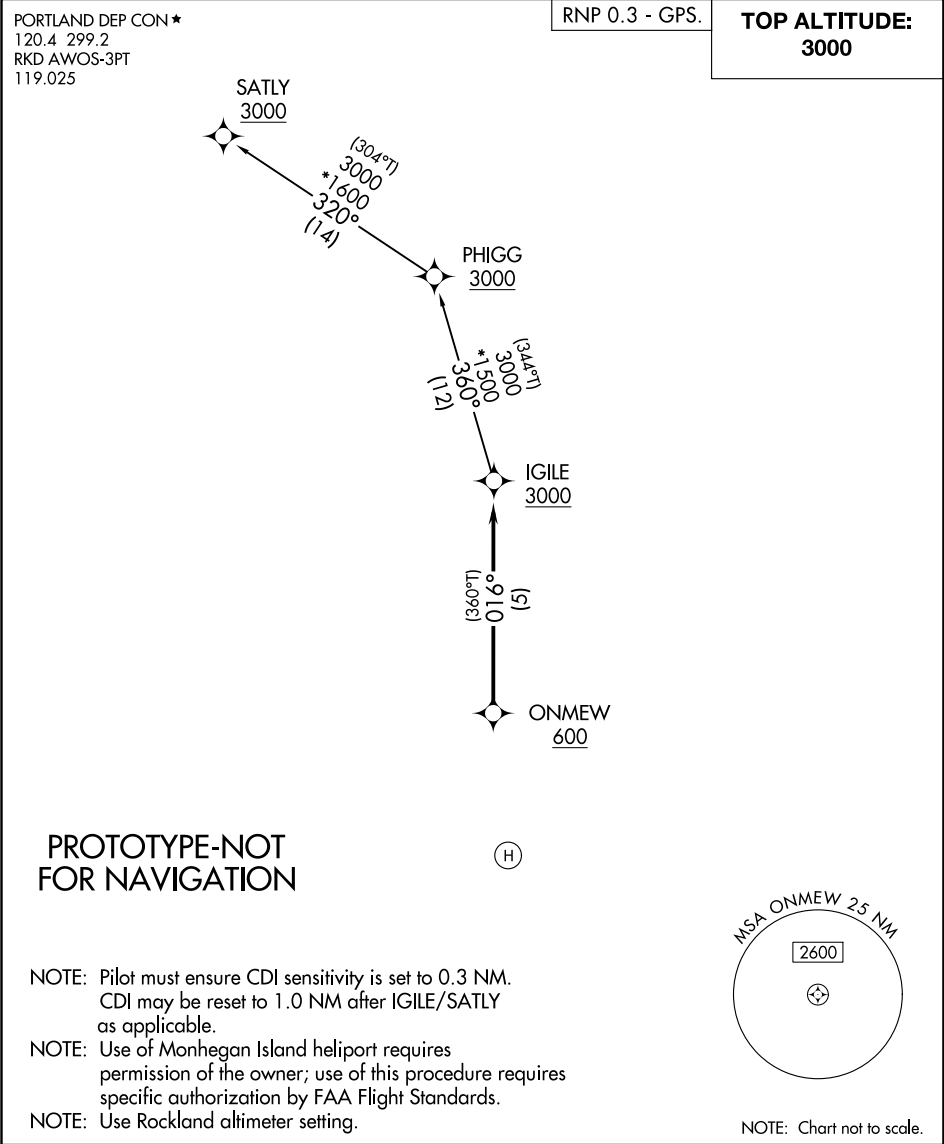 PORTLAND DEP CON ★
120.4 299.2
RKD AWOS-3PT
119.025
RNP 0.3 - GPS.
TOP ALTITUDE:
3000
SATLY
3000
(304°T)
3000
*1600
320°
(14)
PHIGG
3000
(344°T)
3000
*1500
360°
(12)
IGILE
3000
(360°T)
016°
(5)
ONMEW
600
PROTOTYPE-NOT
FOR NAVIGATION
H
MSA ONMEW 25 NM
2600
NOTE: Pilot must ensure CDI sensitivity is set to 0.3 NM.
CDI may be reset to 1.0 NM after IGILE/SATLY
as applicable.
NOTE: Use of Monhegan Island heliport requires
permission of the owner; use of this procedure requires
specific authorization by FAA Flight Standards.
NOTE: Use Rockland altimeter setting.
NOTE: Chart not to scale.